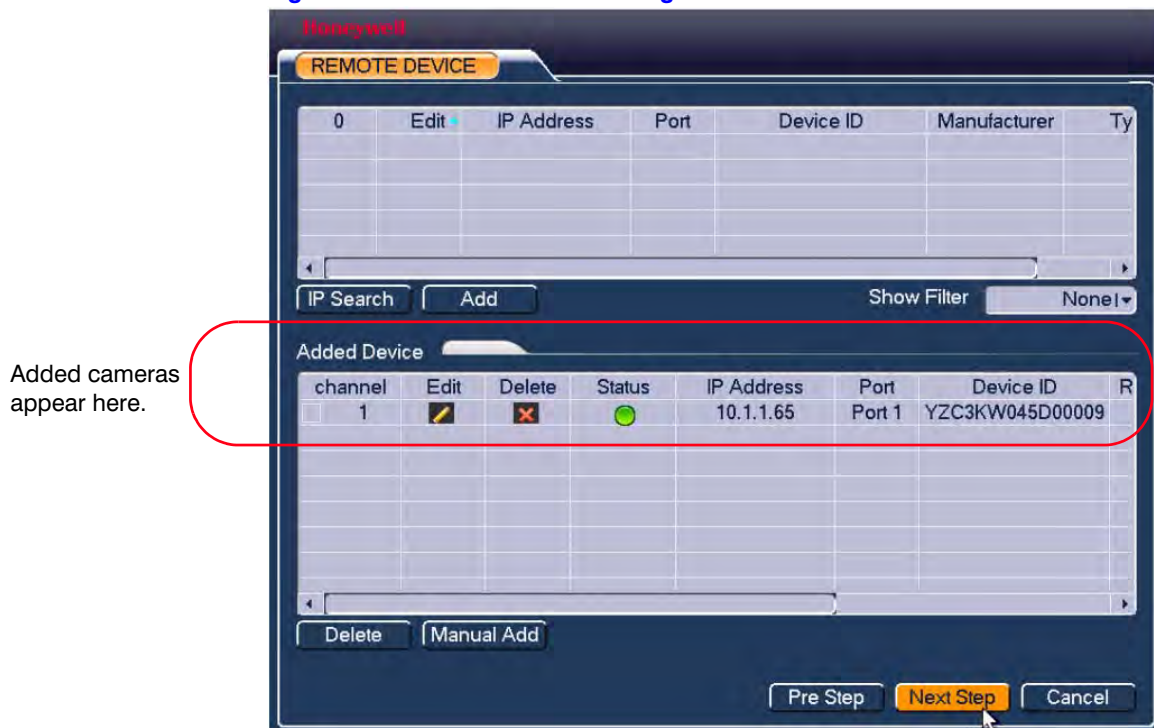 Honeywell
REMOTE DEVICE
0 Edit IP Address Port Device ID Manufacturer Ty
IP Search Add Show Filter None
Added Device
Added cameras
appear here.
channel Edit Delete Status IP Address Port Device ID R
1 10.1.1.65 Port 1 YZC3KW045D00009
Delete Manual Add
Pre Step Next Step Cancel